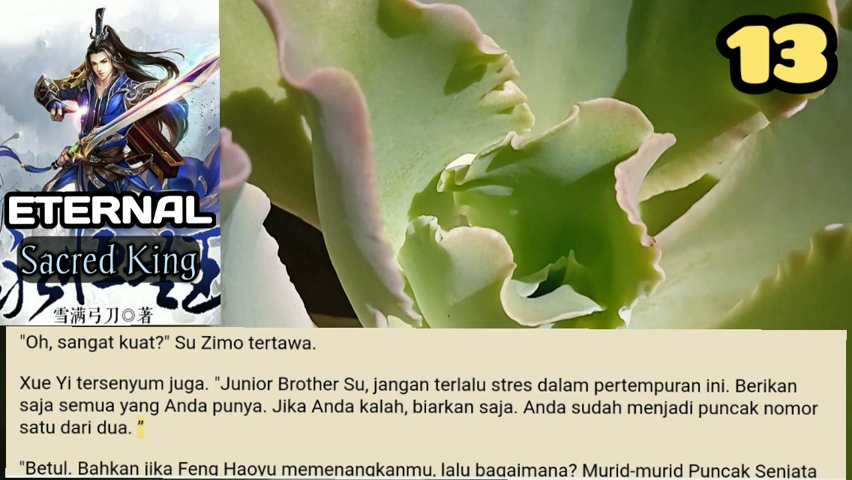 13
ETERNAL
Sacred King
雪满弓刀◎著
"Oh, sangat kuat?" Su Zimo tertawa.
Xue Yi tersenyum juga. "Junior Brother Su, jangan terlalu stres dalam pertempuran ini. Berikan
saja semua yang Anda punya. Jika Anda kalah, biarkan saja. Anda sudah menjadi puncak nomor
satu dari dua. ”
"Betul. Bahkan jika Feng Haoyu memenangkanmu, lalu bagaimana? Murid-murid Puncak Senjata